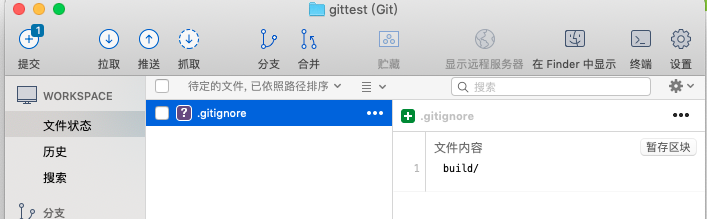 gittest (Git)
1
提交 拉取 推送 抓取 分支 合并 贮藏 显示远程服务器 在 Finder 中显示 终端 设置
WORKSPACE
文件状态
历史
搜索
分支
待定的文件, 已依照路径排序
搜索
? .gitignore
.gitignore
文件内容 暂存区块
1 build/